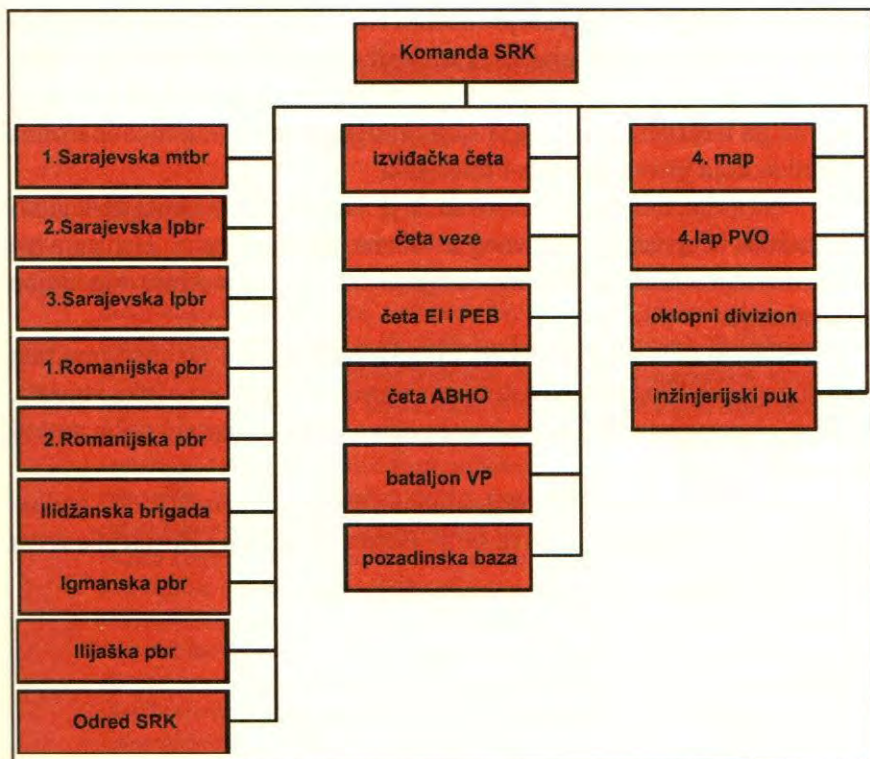 Komanda SRK
1.Sarajevska mtbr
2.Sarajevska lpbr
3.Sarajevska lpbr
1.Romanijska pbr
2.Romanijska pbr
Ilidžanska brigada
Igmanska pbr
Ilijaška pbr
Odred SRK
izviđačka četa
četa veze
četa EI i PEB
četa ABHO
bataljon VP
pozadinska baza
4. map
4.lap PVO
oklopni divizion
inžinjerijski puk